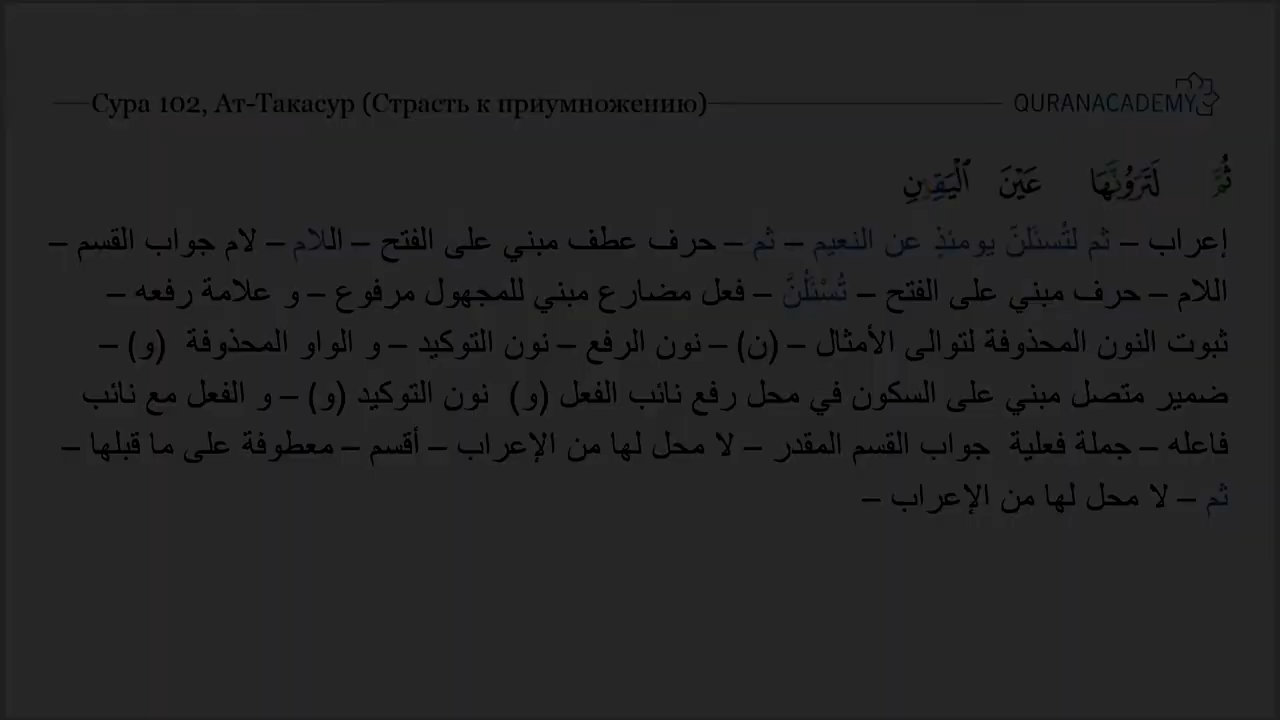 Сура 102, Ат-Такасур (Страсть к приумножению)
QURANACADEMY
ثُمَّ لَتَرَوُنَّهَا عَيْنَ الْيَقِينِ
إعراب – ثم لتُسئَلنّ يومئذٍ عن النعيم – ثم – حرف عطف مبني على الفتح – اللام – لام جواب القسم –
اللام – حرف مبني على الفتح – تُسْئَلُنَّ – فعل مضارع مبني للمجهول مرفوع – و علامة رفعه –
ثبوت النون المحذوفة لتوالى الأمثال – (ن) – نون الرفع – نون التوكيد – و الواو المحذوفة (و) –
ضمير متصل مبني على السكون في محل رفع نائب الفعل (و) نون التوكيد (و) – و الفعل مع نائب
فاعله – جملة فعلية جواب القسم المقدر – لا محل لها من الإعراب – أقسم – معطوفة على ما قبلها –
ثم – لا محل لها من الإعراب –